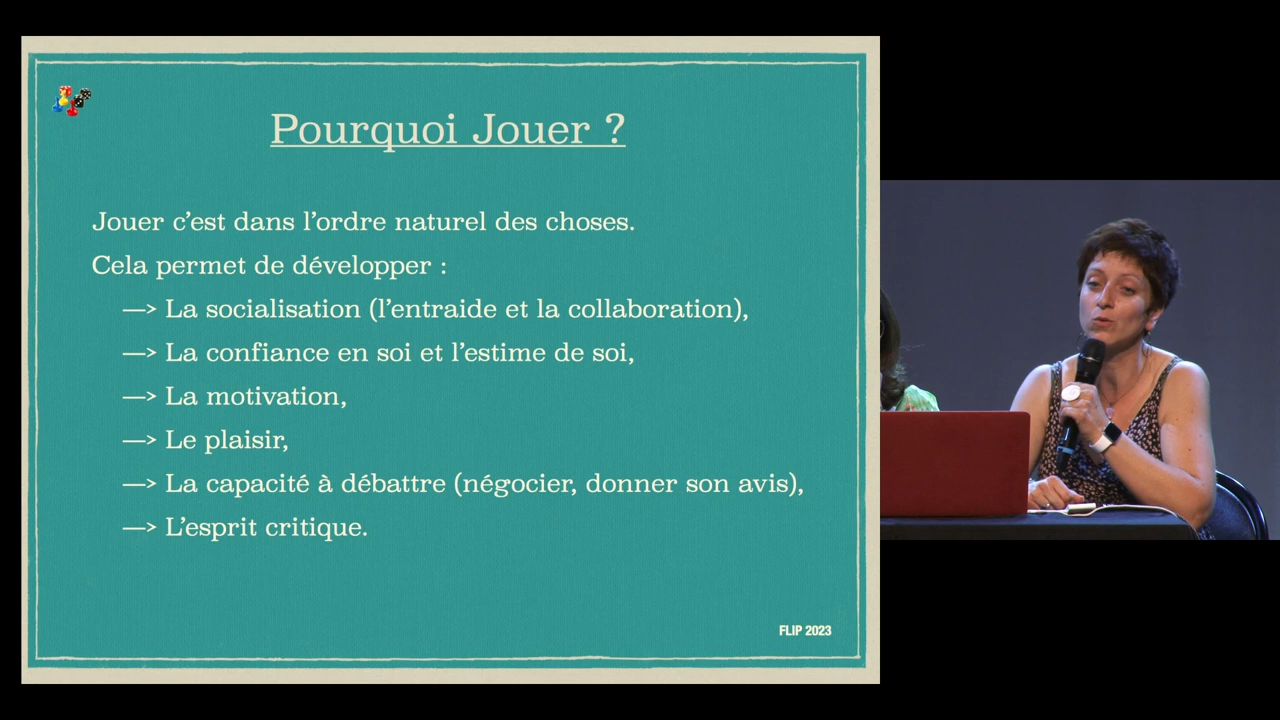 Pourquoi Jouer ?
Jouer c’est dans l’ordre naturel des choses.
Cela permet de développer :
—> La socialisation (l’entraide et la collaboration),
—> La confiance en soi et l’estime de soi,
—> La motivation,
—> Le plaisir,
—> La capacité à débattre (négocier, donner son avis),
—> L’esprit critique.
FLIP 2023